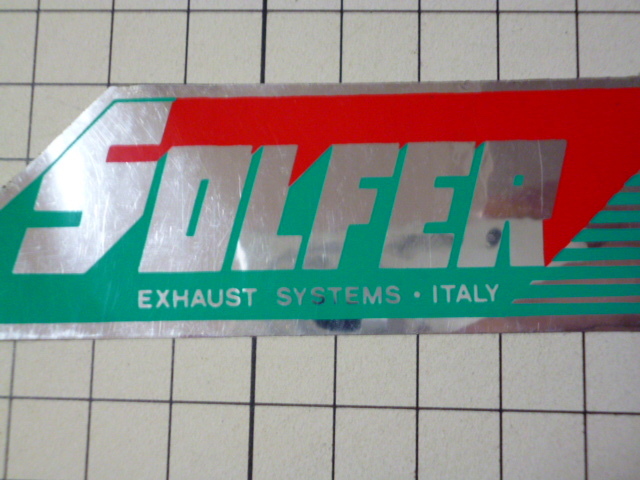 SOLFER
EXHAUST SYSTEMS · ITALY